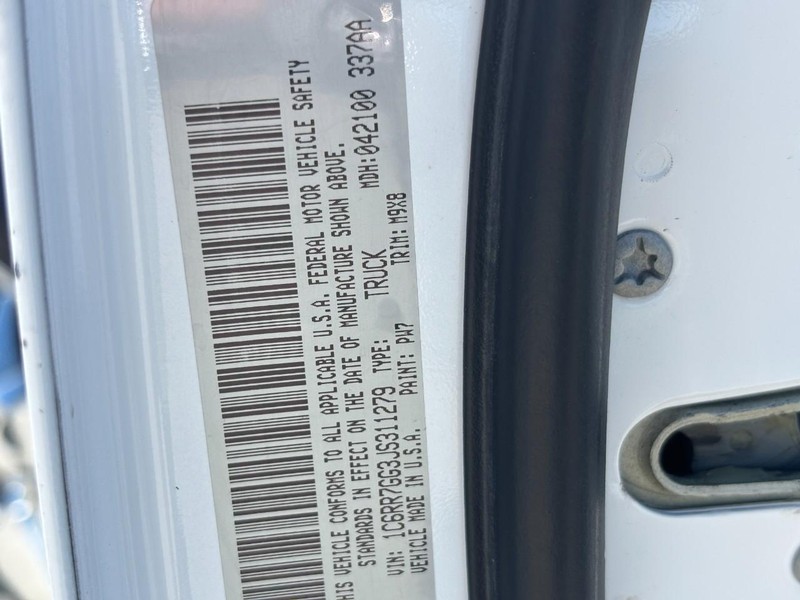 HIS VEHICLE CONFORMS TO ALL APPLICABLE U.S.A. FEDERAL MOTOR VEHICLE SAFETY
STANDARDS IN EFFECT ON THE DATE OF MANUFACTURE SHOWN ABOVE.
VIN: 1C6RR7GG3JS311279 TYPE: TRUCK MDH:042100 337AA
VEHICLE MADE IN U.S.A. PAINT: PW7 TRIM: M9X8